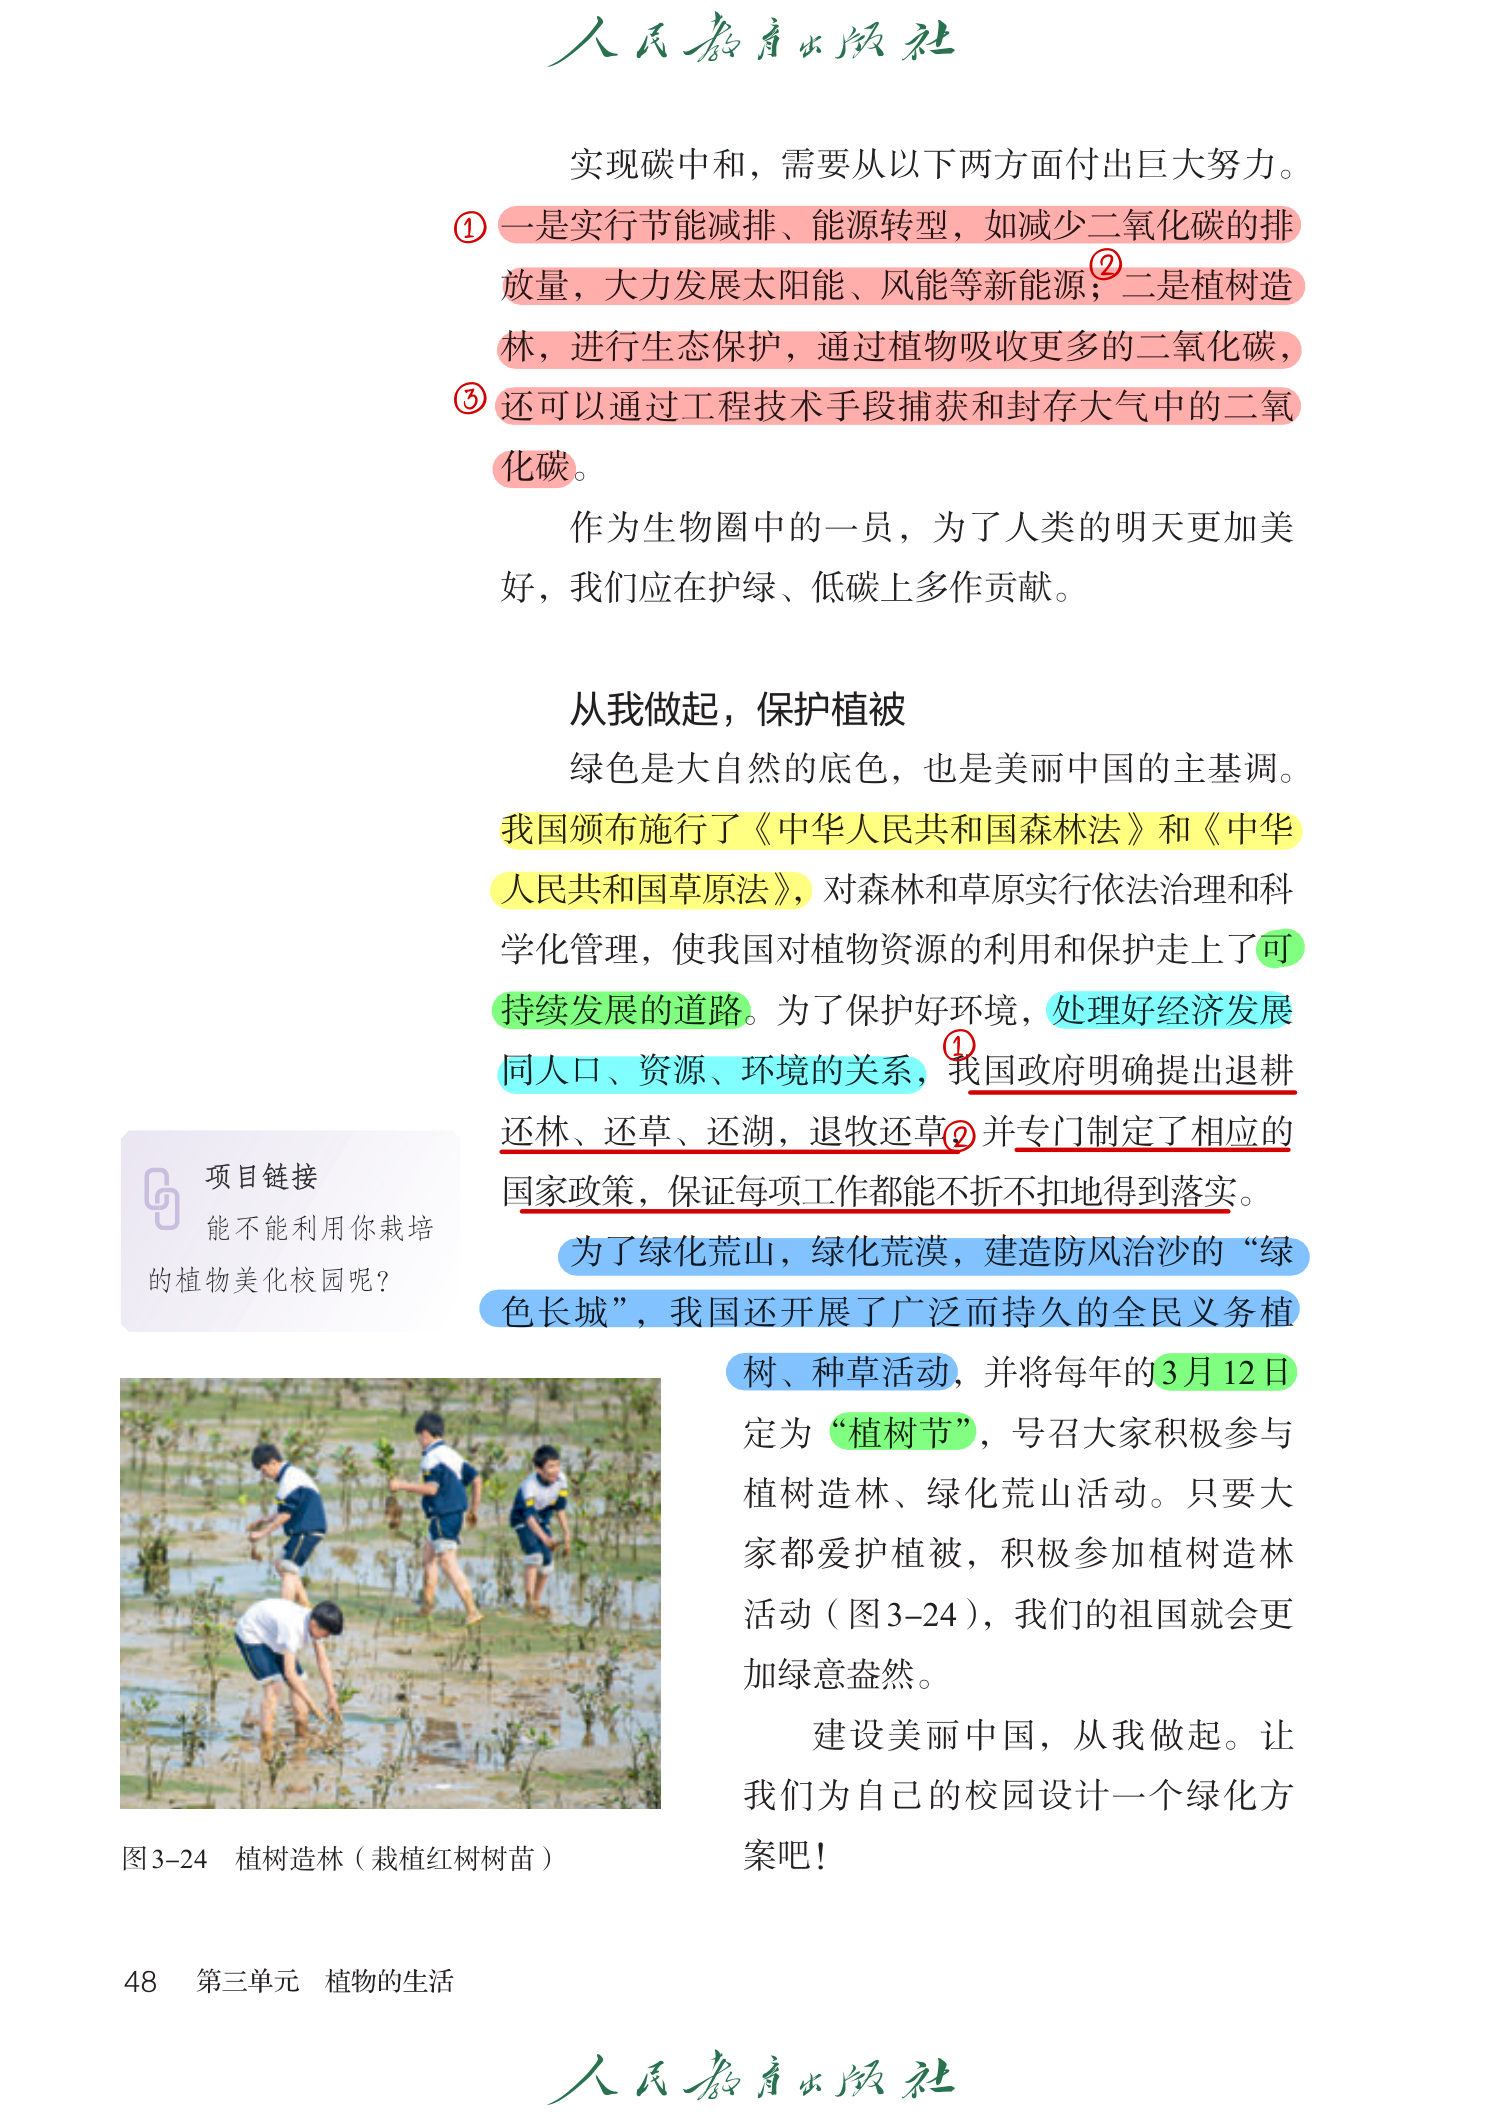 人民教育出版社
实现碳中和，需要从以下两方面付出巨大努力。
① 一是实行节能减排、能源转型，如减少二氧化碳的排
放量，大力发展太阳能、风能等新能源；② 二是植树造
林，进行生态保护，通过植物吸收更多的二氧化碳，
③ 还可以通过工程技术手段捕获和封存大气中的二氧
化碳。
作为生物圈中的一员，为了人类的明天更加美
好，我们应在护绿、低碳上多作贡献。
从我做起，保护植被
绿色是大自然的底色，也是美丽中国的主基调。
我国颁布施行了《中华人民共和国森林法》和《中华
人民共和国草原法》，对森林和草原实行依法治理和科
学化管理，使我国对植物资源的利用和保护走上了可
持续发展的道路。为了保护好环境，处理好经济发展
同人口、资源、环境的关系，① 我国政府明确提出退耕
还林、还草、还湖，退牧还草，② 并专门制定了相应的
国家政策，保证每项工作都能不折不扣地得到落实。
为了绿化荒山，绿化荒漠，建造防风治沙的“绿
色长城”，我国还开展了广泛而持久的全民义务植
树、种草活动，并将每年的3月12日
定为“植树节”，号召大家积极参与
植树造林、绿化荒山活动。只要大
家都爱护植被，积极参加植树造林
活动（图3-24），我们的祖国就会更
加绿意盎然。
建设美丽中国，从我做起。让
我们为自己的校园设计一个绿化方
案吧！
项目链接
能不能利用你栽培
的植物美化校园呢？
图3-24 植树造林（栽植红树树苗）
48 第三单元 植物的生活
人民教育出版社